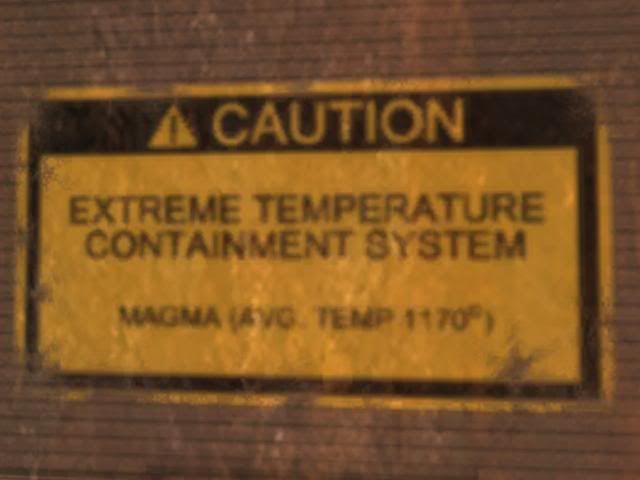 CAUTION
EXTREME TEMPERATURE
CONTAINMENT SYSTEM
MAGMA (AVG. TEMP 1170°)